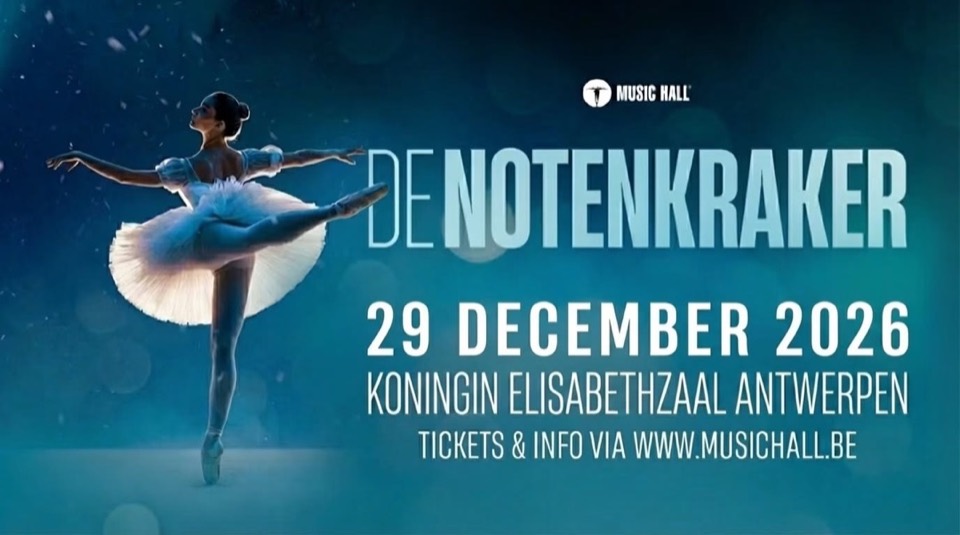 MUSIC HALL
DE NOTENKRAKER
29 DECEMBER 2026
KONINGIN ELISABETHZAAL ANTWERPEN
TICKETS & INFO VIA WWW.MUSICHALL.BE